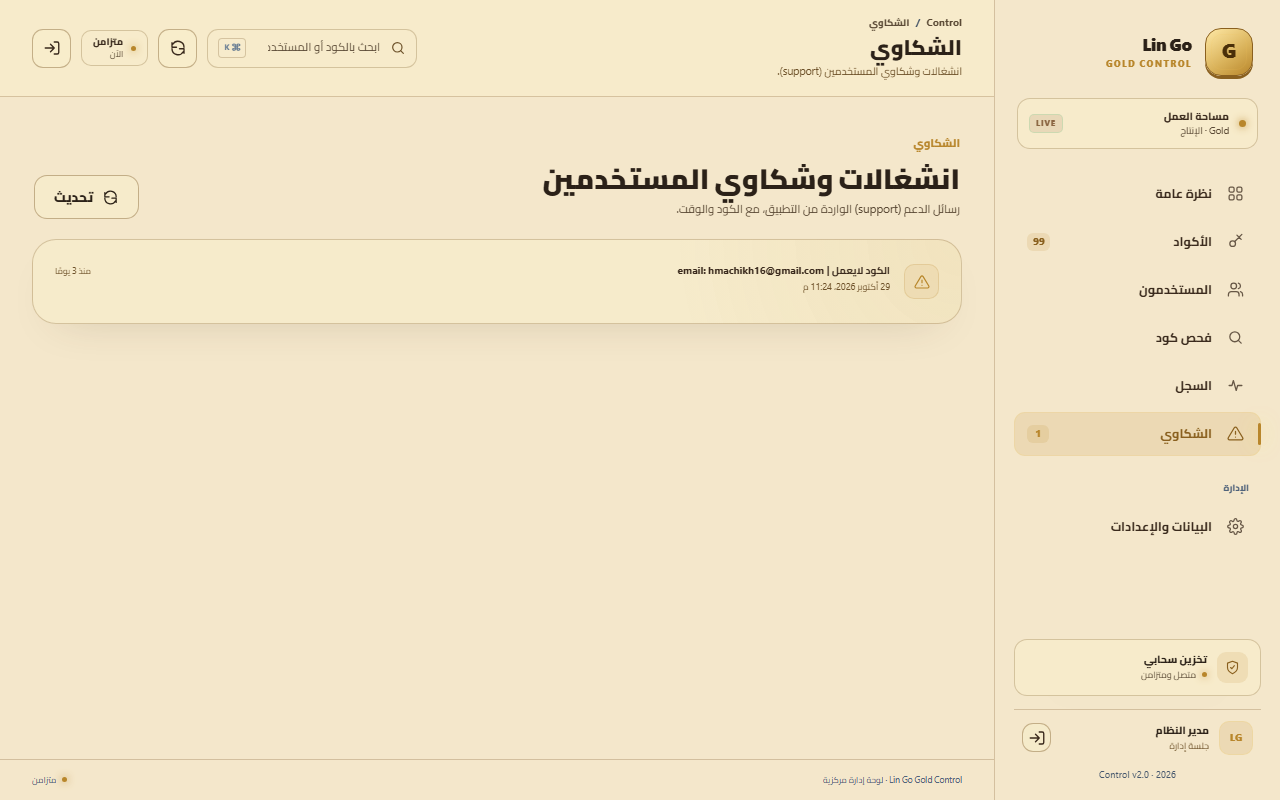 Lin Go
GOLD CONTROL
G
مساحة العمل
Gold · الإنتاج
LIVE
نظرة عامة
الأكواد
99
المستخدمون
فحص كود
السجل
الشكاوي
1
الإدارة
البيانات والإعدادات
تخزين سحابي
متصل ومتزامن
LG
مدير النظام
جلسة إدارة
Control v2.0 · 2026
Control / الشكاوي
الشكاوي
انشغالات وشكاوي المستخدمين (support).
ابحث بالكود أو المستخدم
⌘ K
متزامن
الآن
الشكاوي
انشغالات وشكاوي المستخدمين
رسائل الدعم (support) الواردة من التطبيق، مع الكود والوقت.
تحديث
الكود لايعمل | email: hmachikh16@gmail.com
29 أكتوبر 2026، 11:24 م
منذ 3 يومًا
Lin Go Gold Control · لوحة إدارة مركزية
متزامن